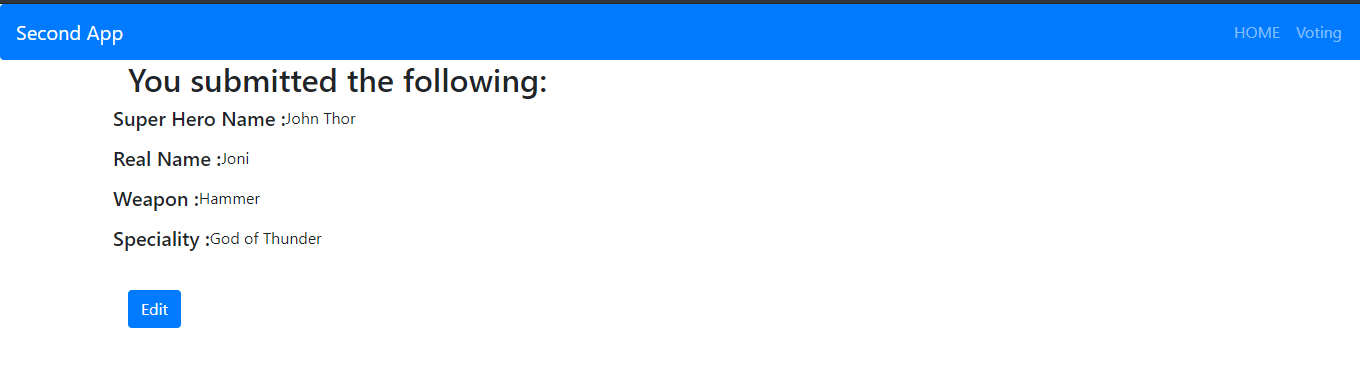 Second App HOME Voting
You submitted the following:
Super Hero Name :John Thor
Real Name :Joni
Weapon :Hammer
Speciality :God of Thunder
Edit